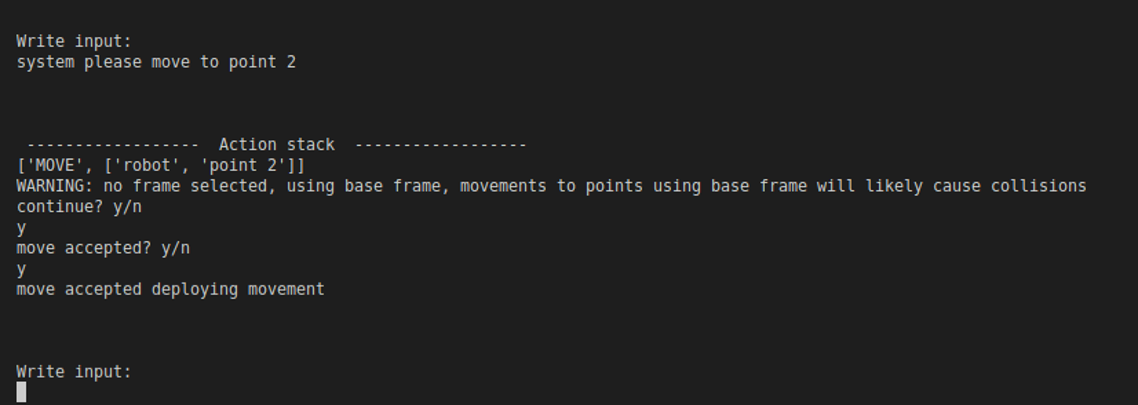 Write input:
system please move to point 2
------------------  Action stack  ------------------
['MOVE', ['robot', 'point 2']]
WARNING: no frame selected, using base frame, movements to points using base frame will likely cause collisions
continue? y/n
y
move accepted? y/n
y
move accepted deploying movement
Write input: